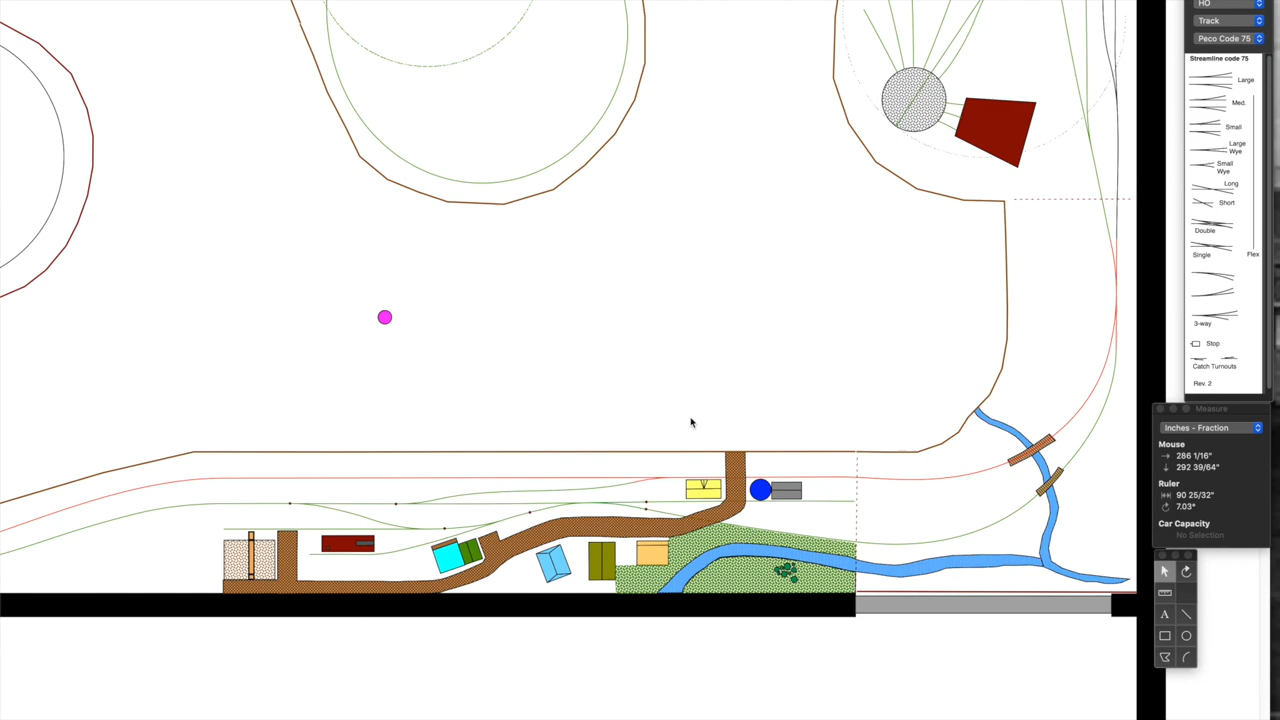 HO
Track
Peco Code 75
Streamline code 75
Large
Med.
Small
Large
Wye
Small
Wye
Long
Short
Double
Single
Flex
3-way
Stop
Catch Turnouts
Rev. 2
Measure
Inches - Fraction
Mouse
286 1/16"
292 39/64"
Ruler
90 25/32"
7.03°
Car Capacity
No Selection
A